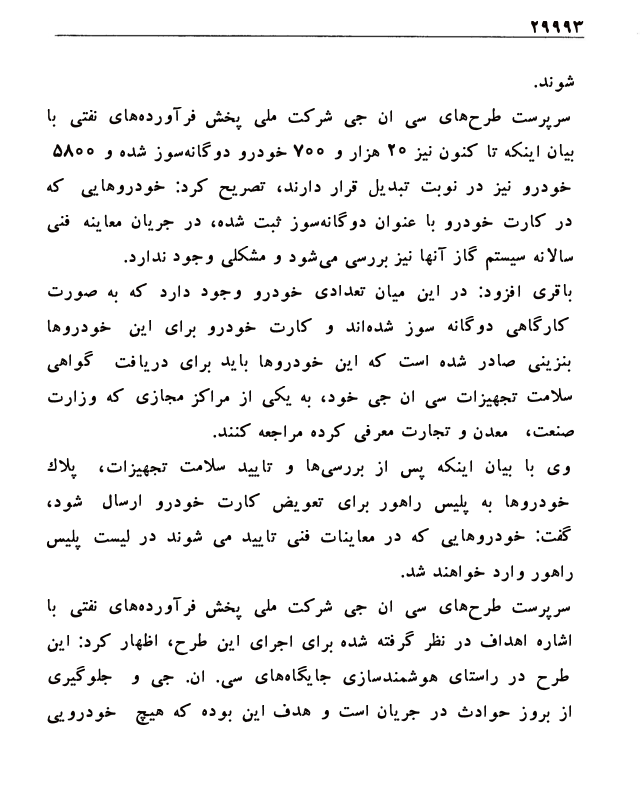 ۲۹۹۹۳
شوند.
سرپرست طرح‌های سی ان جی شرکت ملی پخش فرآورده‌های نفتی با
بیان اینکه تا کنون نیز ۲۰ هزار و ۷۰۰ خودرو دوگانه‌سوز شده و ۵۸۰۰
خودرو نیز در نوبت تبدیل قرار دارند، تصریح کرد: خودروهایی که
در کارت خودرو با عنوان دوگانه‌سوز ثبت شده، در جریان معاینه فنی
سالانه سیستم گاز آنها نیز بررسی می‌شود و مشکلی وجود ندارد.
باقری افزود: در این میان تعدادی خودرو وجود دارد که به صورت
کارگاهی دوگانه سوز شده‌اند و کارت خودرو برای این خودروها
بنزینی صادر شده است که این خودروها باید برای دریافت گواهی
سلامت تجهیزات سی ان جی خود، به یکی از مراکز مجازی که وزارت
صنعت، معدن و تجارت معرفی کرده مراجعه کنند.
وی با بیان اینکه پس از بررسی‌ها و تایید سلامت تجهیزات، پلاك
خودروها به پلیس راهور برای تعویض کارت خودرو ارسال شود،
گفت: خودروهایی که در معاینات فنی تایید می شوند در لیست پلیس
راهور وارد خواهند شد.
سرپرست طرح‌های سی ان جی شرکت ملی پخش فرآورده‌های نفتی با
اشاره اهداف در نظر گرفته شده برای اجرای این طرح، اظهار کرد: این
طرح در راستای هوشمندسازی جایگاه‌های سی. ان. جی و جلوگیری
از بروز حوادث در جریان است و هدف این بوده که هیچ خودرویی